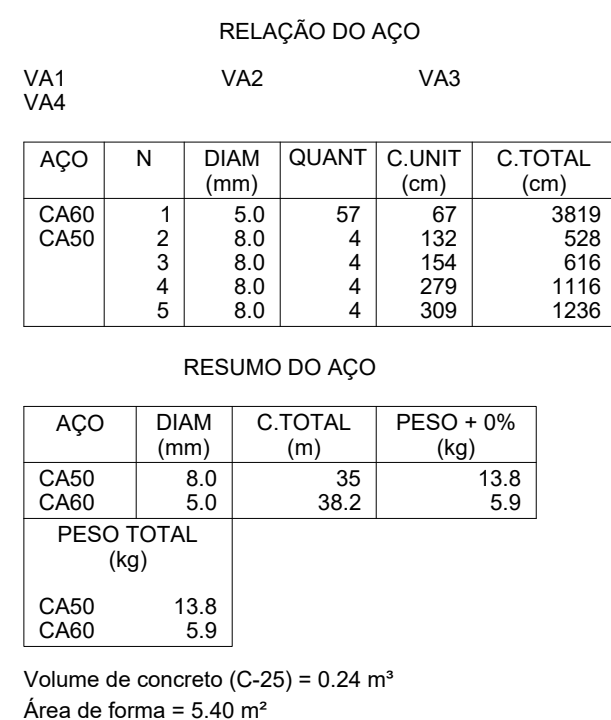 RELAÇÃO DO AÇO
VA1 VA2 VA3
VA4
AÇO N DIAM QUANT C.UNIT C.TOTAL
(mm) (cm) (cm)
CA60 1 5.0 57 67 3819
CA50 2 8.0 4 132 528
3 8.0 4 154 616
4 8.0 4 279 1116
5 8.0 4 309 1236
RESUMO DO AÇO
AÇO DIAM C.TOTAL PESO + 0%
(mm) (m) (kg)
CA50 8.0 35 13.8
CA60 5.0 38.2 5.9
PESO TOTAL
(kg)
CA50 13.8
CA60 5.9
Volume de concreto (C-25) = 0.24 m³
Área de forma = 5.40 m²